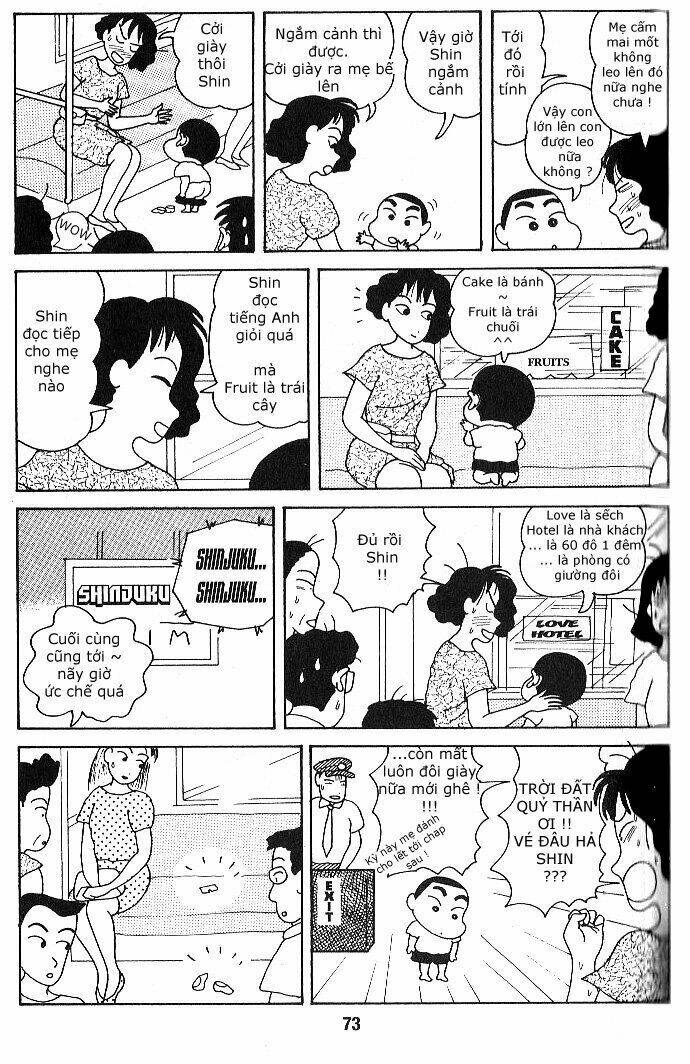 Mẹ cấm
mai mốt
không
leo lên đó
nữa nghe
chưa !
Vậy con
lớn lên con
được leo
nữa
không ?
Tới
đó
rồi
tính
Vậy giờ
Shin
ngắm
cảnh
Ngắm cảnh thì
được.
Cởi giày ra mẹ bế
lên
Cởi
giày
thôi
Shin
WOW
Cake là bánh
~
Fruit là trái
chuối
^^
CAKE
FRUITS
Shin
đọc
tiếng Anh
giỏi quá
mà
Fruit là trái
cây
Shin
đọc tiếp
cho mẹ
nghe
nào
Love là sếch
Hotel là nhà khách
... là 60 đô 1 đêm
... là phòng có
giường đôi
LOVE
HOTEL
Đủ rồi
Shin
!!
SHINJUKU...
SHINJUKU...
SHINJUKU
I M
Cuối cùng
cũng tới ~
nãy giờ
ức chế quá
TRỜI ĐẤT
QUỶ THẦN
ƠI !!
VÉ ĐÂU HẢ
SHIN
???
...còn mất
luôn đôi giày
nữa mới ghê !
!!!
Kỳ này mẹ đánh
cho lết tới chap
sau !
EXIT
73